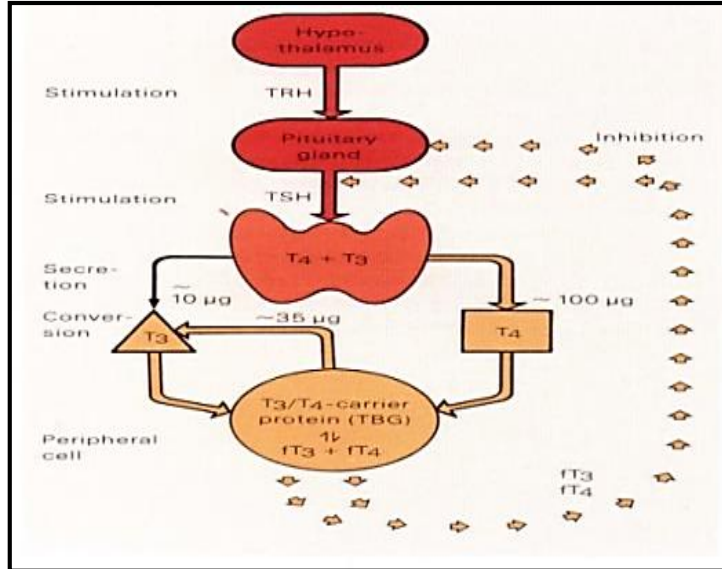 Hypo-
thalamus
Stimulation
TRH
Pituitary
gland
Inhibition
Stimulation
TSH
T4 + T3
Secre-
tion
~
10 µg
~ 100 µg
Conver-
sion
~35 µg
T3
T4
T3/T4-carrier
protein (TBG)
⇅
fT3 + fT4
Peripheral
cell
fT3
fT4